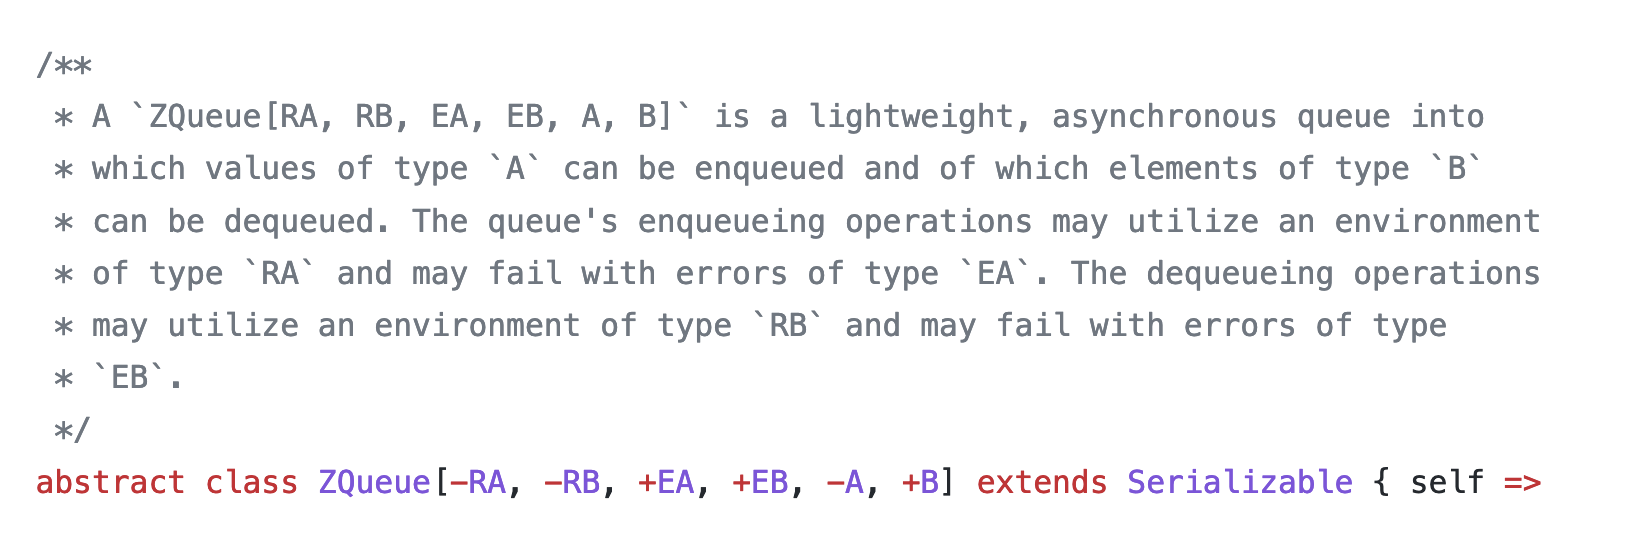 /**
 * A `ZQueue[RA, RB, EA, EB, A, B]` is a lightweight, asynchronous queue into
 * which values of type `A` can be enqueued and of which elements of type `B`
 * can be dequeued. The queue's enqueueing operations may utilize an environment
 * of type `RA` and may fail with errors of type `EA`. The dequeueing operations
 * may utilize an environment of type `RB` and may fail with errors of type
 * `EB`.
 */
abstract class ZQueue[-RA, -RB, +EA, +EB, -A, +B] extends Serializable { self =>